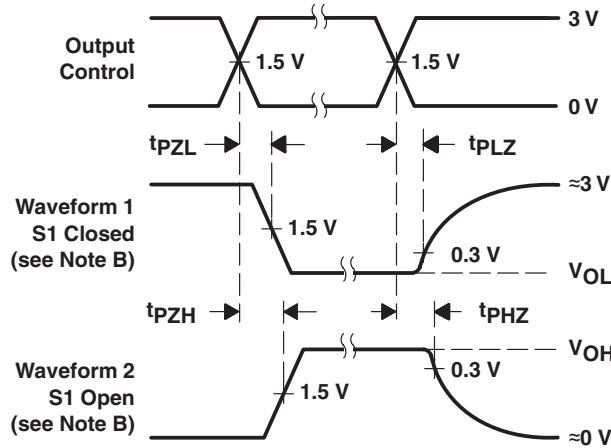 3 V
Output
Control
1.5 V
1.5 V
0 V
tPZL
tPLZ
≈3 V
Waveform 1
S1 Closed
(see Note B)
1.5 V
0.3 V
VOL
tPZH
tPHZ
VOH
Waveform 2
S1 Open
(see Note B)
1.5 V
0.3 V
≈0 V